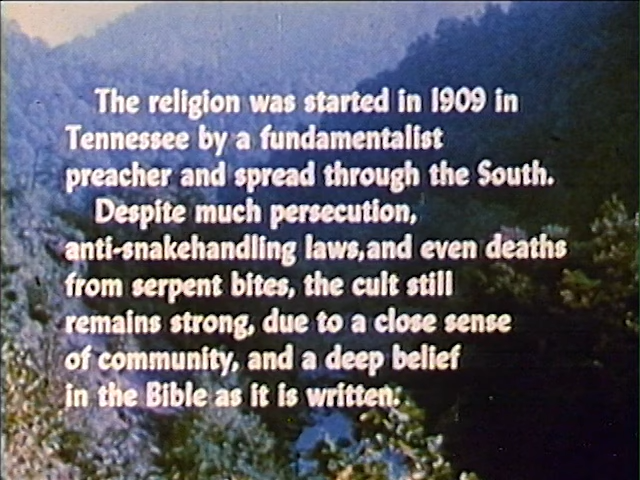 The religion was started in 1909 in
Tennessee by a fundamentalist
preacher and spread through the South.
Despite much persecution,
anti-snakehandling laws,and even deaths
from serpent bites, the cult still
remains strong, due to a close sense
of community, and a deep belief
in the Bible as it is written.